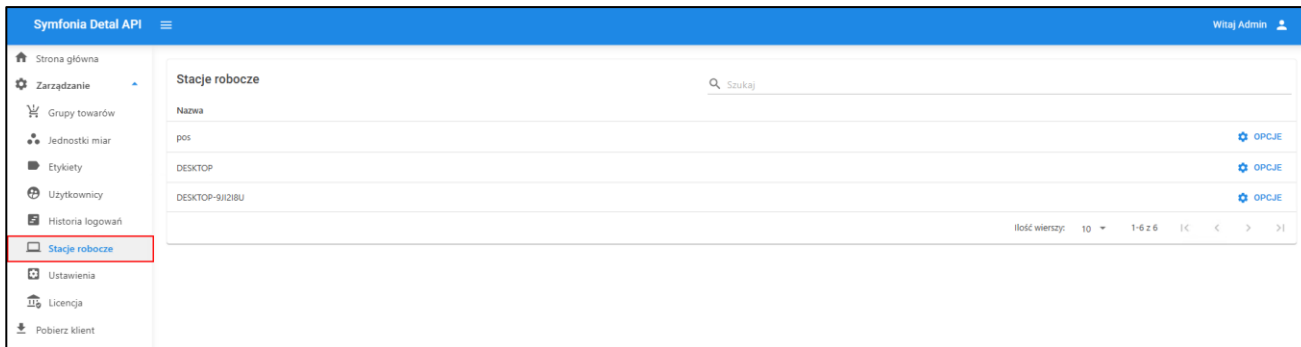 Symfonia Detal API
Witaj Admin
Strona główna
Zarządzanie
Grupy towarów
Jednostki miar
Etykiety
Użytkownicy
Historia logowań
Stacje robocze
Ustawienia
Licencja
Pobierz klient
Stacje robocze
Szukaj
Nazwa
pos OPCJE
DESKTOP OPCJE
DESKTOP-9JI2I8U OPCJE
Ilość wierszy: 10 1-6 z 6